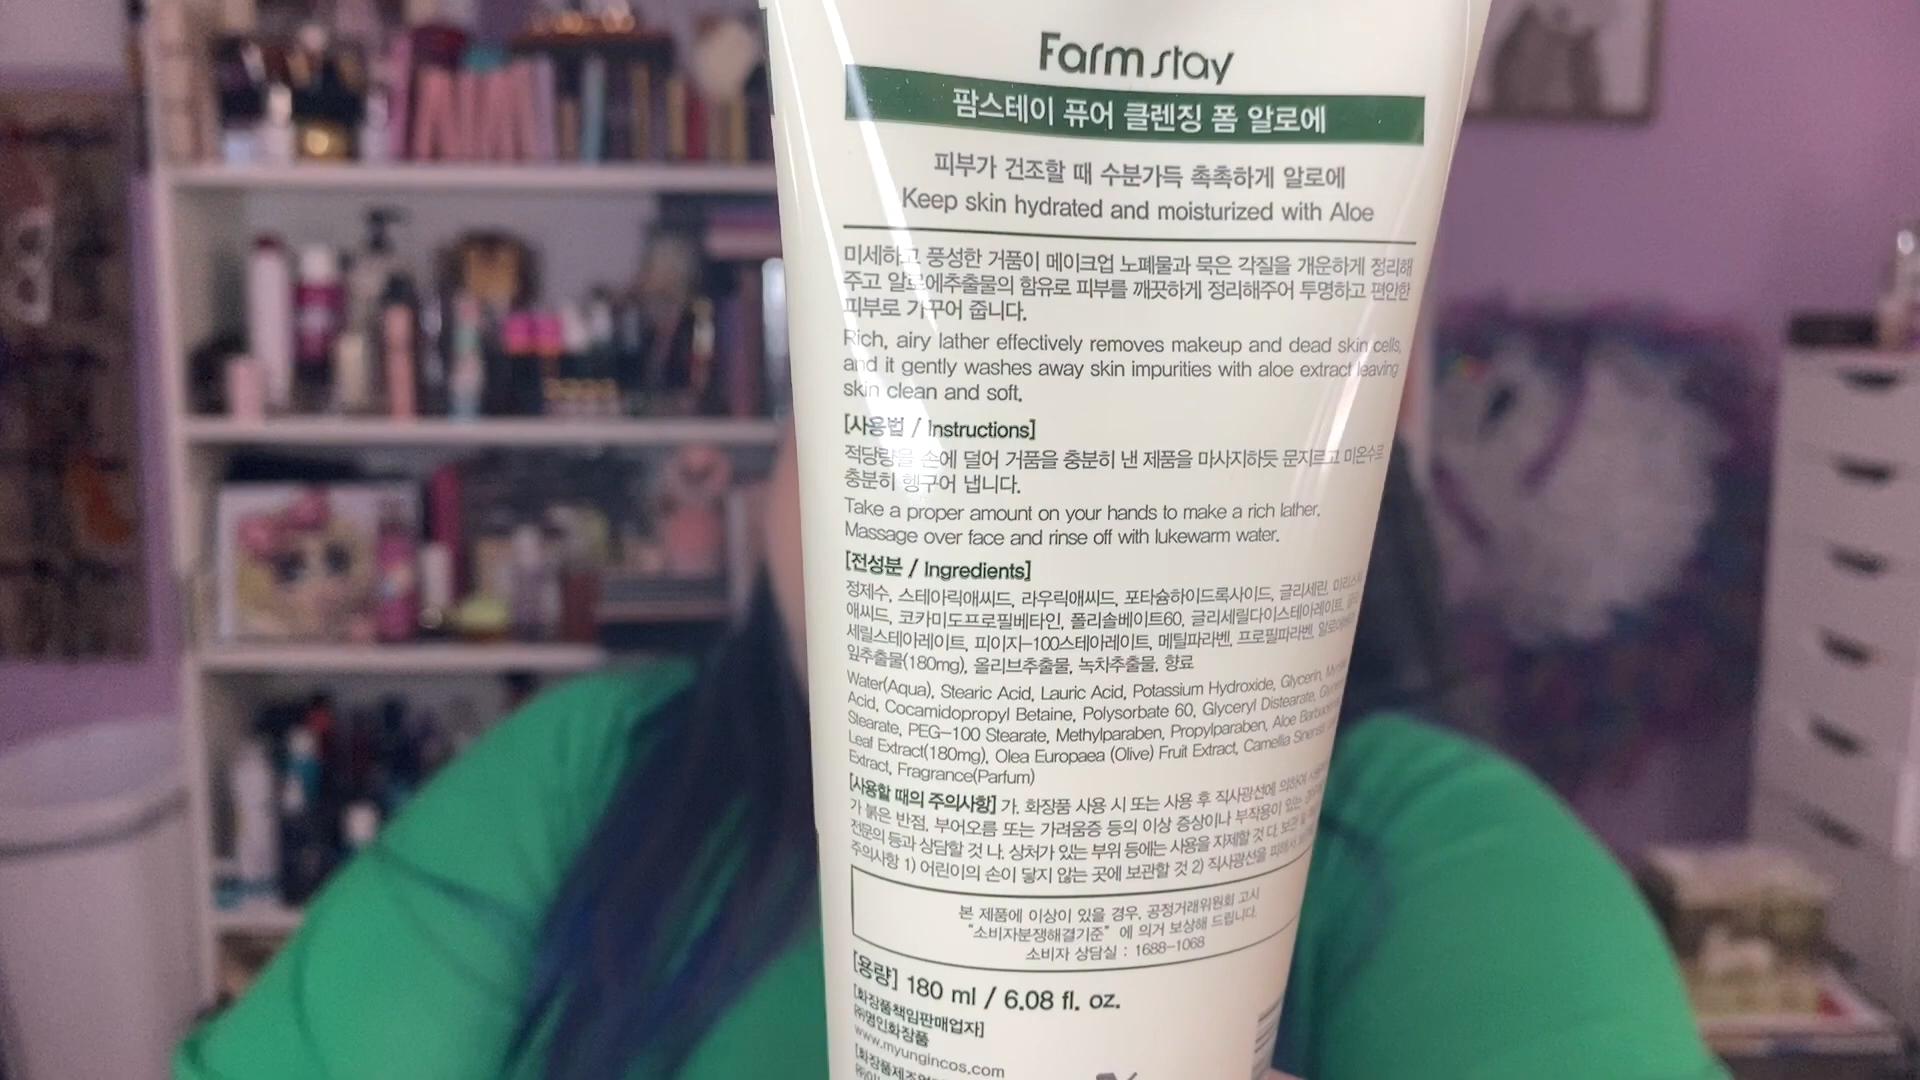 Farm stay
팜스테이 퓨어 클렌징 폼 알로에
피부가 건조할 때 수분가득 촉촉하게 알로에
Keep skin hydrated and moisturized with Aloe
미세하고 풍성한 거품이 메이크업 노폐물과 묵은 각질을 개운하게 정리해
주고 알로에추출물의 함유로 피부를 깨끗하게 정리해주어 투명하고 편안한
피부로 가꾸어 줍니다.
Rich, airy lather effectively removes makeup and dead skin cells,
and it gently washes away skin impurities with aloe extract leaving
skin clean and soft.
[사용법 / Instructions]
적당량을 손에 덜어 거품을 충분히 낸 제품을 마사지하듯 문지르고 미온수로
충분히 헹구어 냅니다.
Take a proper amount on your hands to make a rich lather.
Massage over face and rinse off with lukewarm water.
[전성분 / Ingredients]
정제수, 스테아릭애씨드, 라우릭애씨드, 포타슘하이드록사이드, 글리세린,
애씨드, 코카미도프로필베타인, 폴리솔베이트60, 글리세릴다이스테아레이트,
세릴스테아레이트, 피이지-100스테아레이트, 메틸파라벤, 프로필파라벤,
잎추출물(180mg), 올리브추출물, 녹차추출물, 향료
Water(Aqua), Stearic Acid, Lauric Acid, Potassium Hydroxide, Glycerin,
Acid, Cocamidopropyl Betaine, Polysorbate 60, Glyceryl Distearate,
Stearate, PEG-100 Stearate, Methylparaben, Propylparaben, Aloe
Leaf Extract(180mg), Olea Europaea (Olive) Fruit Extract, Camellia
Extract, Fragrance(Parfum)
[사용할 때의 주의사항] 가. 화장품 사용 시 또는 사용 후 직사광선에 의하여
가 붉은 반점, 부어오름 또는 가려움증 등의 이상 증상이나 부작용이 있는
전문의 등과 상담할 것 나. 상처가 있는 부위 등에는 사용을 자제할 것 다. 보관
주의사항 1) 어린이의 손이 닿지 않는 곳에 보관할 것 2) 직사광선을
본 제품에 이상이 있을 경우, 공정거래위원회 고시
"소비자분쟁해결기준" 에 의거 보상해 드립니다.
소비자 상담실 : 1688-1068
[용량] 180 ml / 6.08 fl. oz.
[화장품책임판매업자]
㈜명인화장품
www.myungincos.com